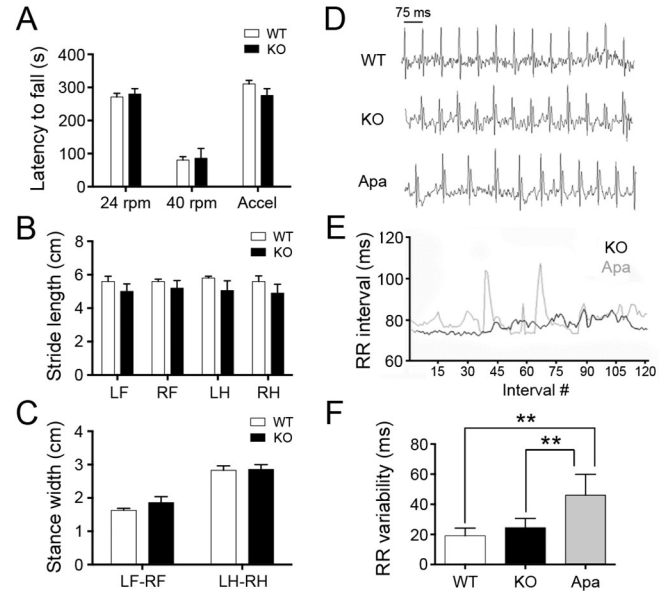 A
Latency to fall (s)
400
300
200
100
0
24 rpm 40 rpm Accel
WT
KO
B
Stride length (cm)
8
6
4
2
0
LF RF LH RH
WT
KO
C
Stance width (cm)
4
3
2
1
0
LF-RF LH-RH
WT
KO
D
75 ms
WT
KO
Apa
E
RR interval (ms)
120
100
80
60
KO
Apa
15 30 45 60 75 90 105 120
Interval #
F
RR variability (ms)
80
60
40
20
0
**
**
WT KO Apa